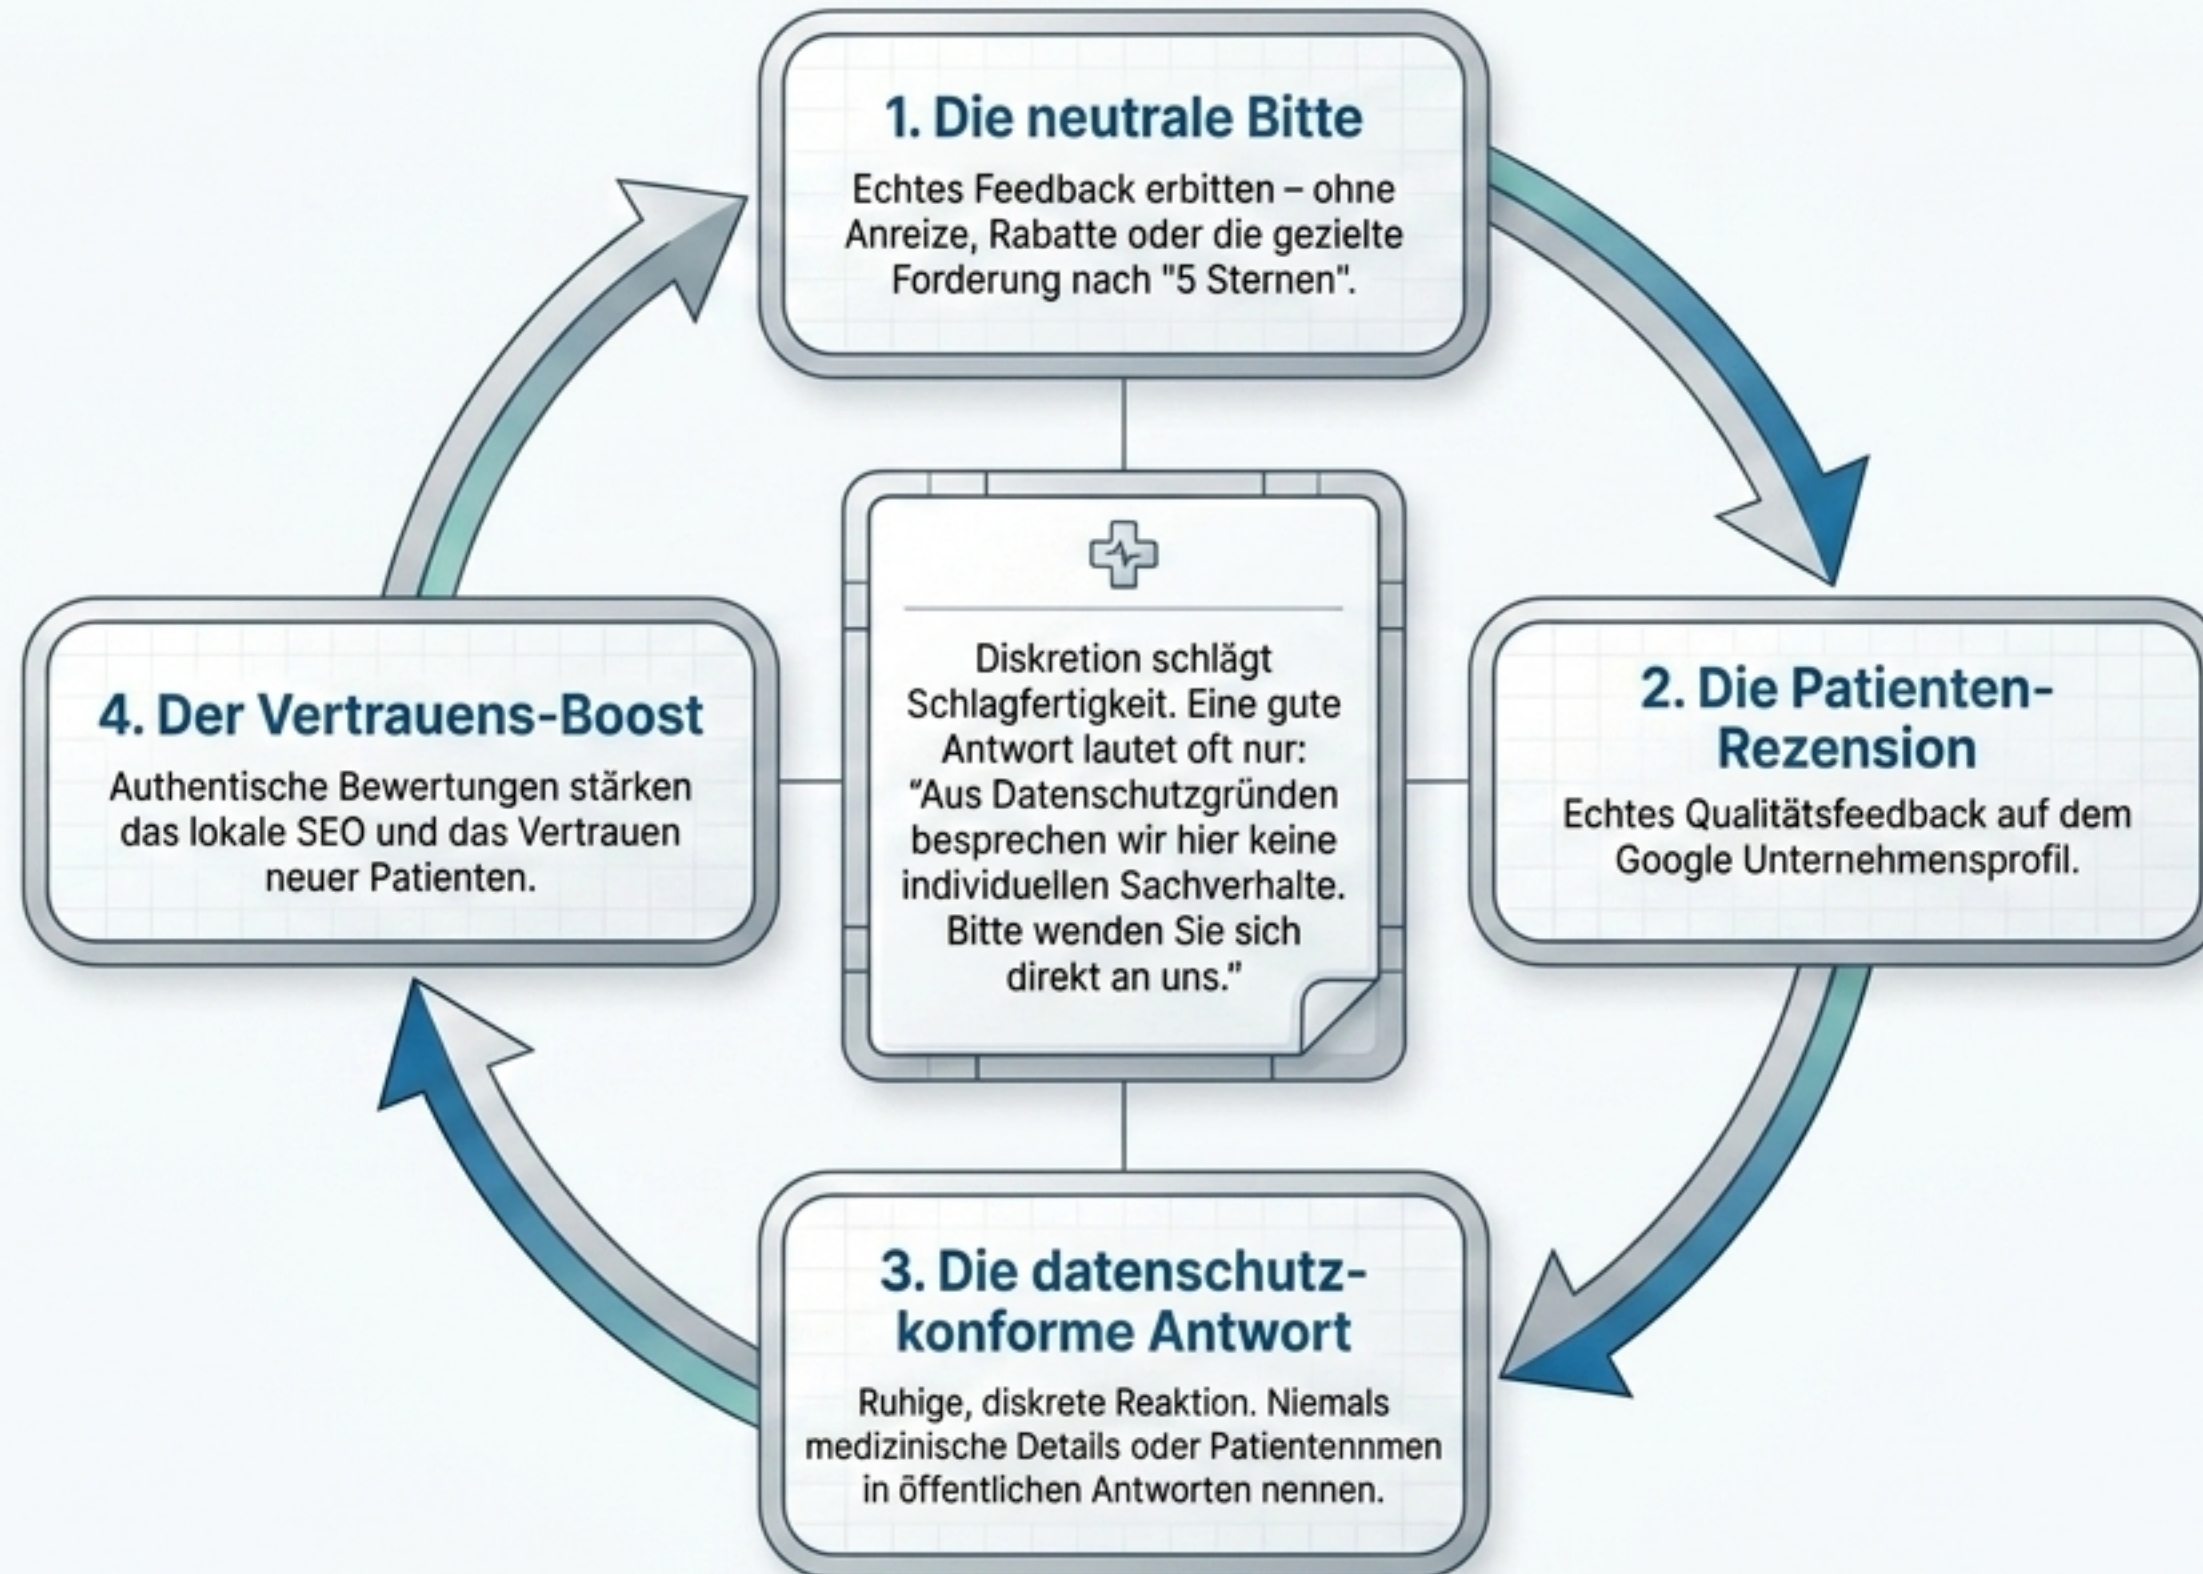 1. Die neutrale Bitte
Echtes Feedback erbitten – ohne
Anreize, Rabatte oder die gezielte
Forderung nach "5 Sternen".
2. Die Patienten-
Rezension
Echtes Qualitätsfeedback auf dem
Google Unternehmensprofil.
3. Die datenschutz-
konforme Antwort
Ruhige, diskrete Reaktion. Niemals
medizinische Details oder Patientennmen
in öffentlichen Antworten nennen.
4. Der Vertrauens-Boost
Authentische Bewertungen stärken
das lokale SEO und das Vertrauen
neuer Patienten.
Diskretion schlägt
Schlagfertigkeit. Eine gute
Antwort lautet oft nur:
“Aus Datenschutzgründen
besprechen wir hier keine
individuellen Sachverhalte.
Bitte wenden Sie sich
direkt an uns.”